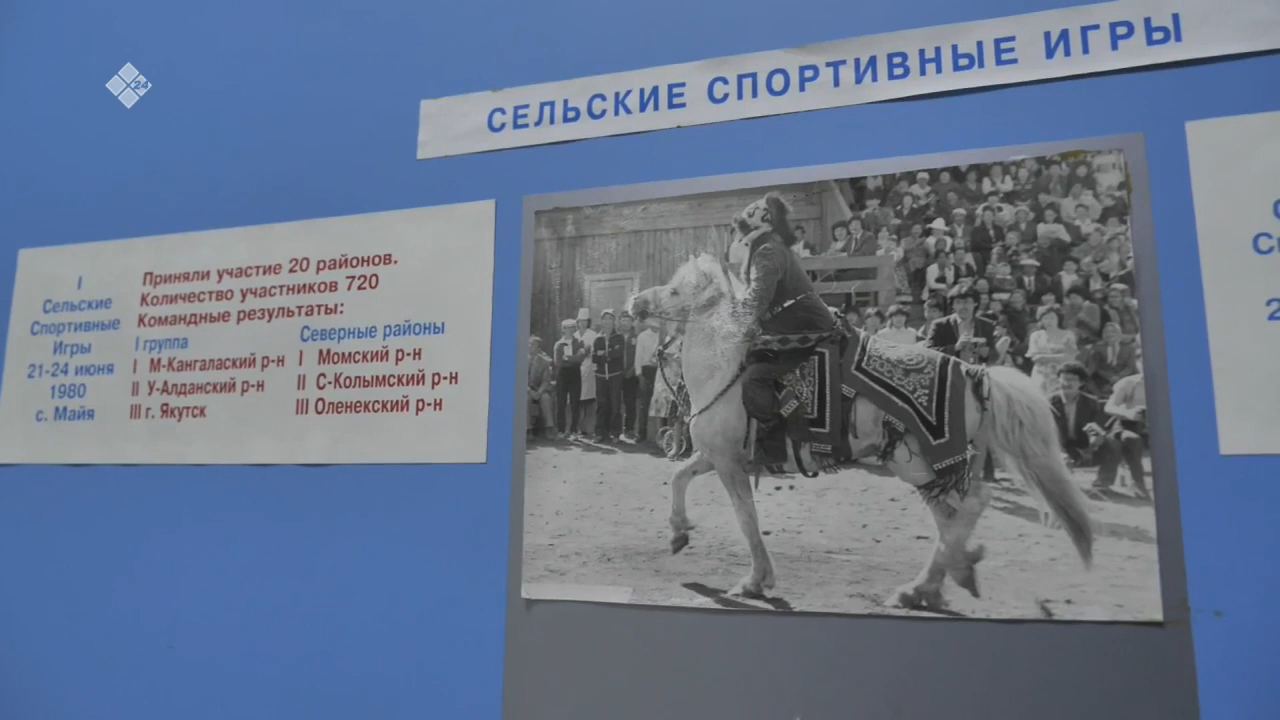 24
СЕЛЬСКИЕ СПОРТИВНЫЕ ИГРЫ
I
Сельские
Спортивные
Игры
21-24 июня
1980
с. Майя
Приняли участие 20 районов.
Количество участников 720
Командные результаты:
I группа
I М-Кангалаский р-н
II У-Алданский р-н
III г. Якутск
Северные районы
I Момский р-н
II С-Колымский р-н
III Оленекский р-н